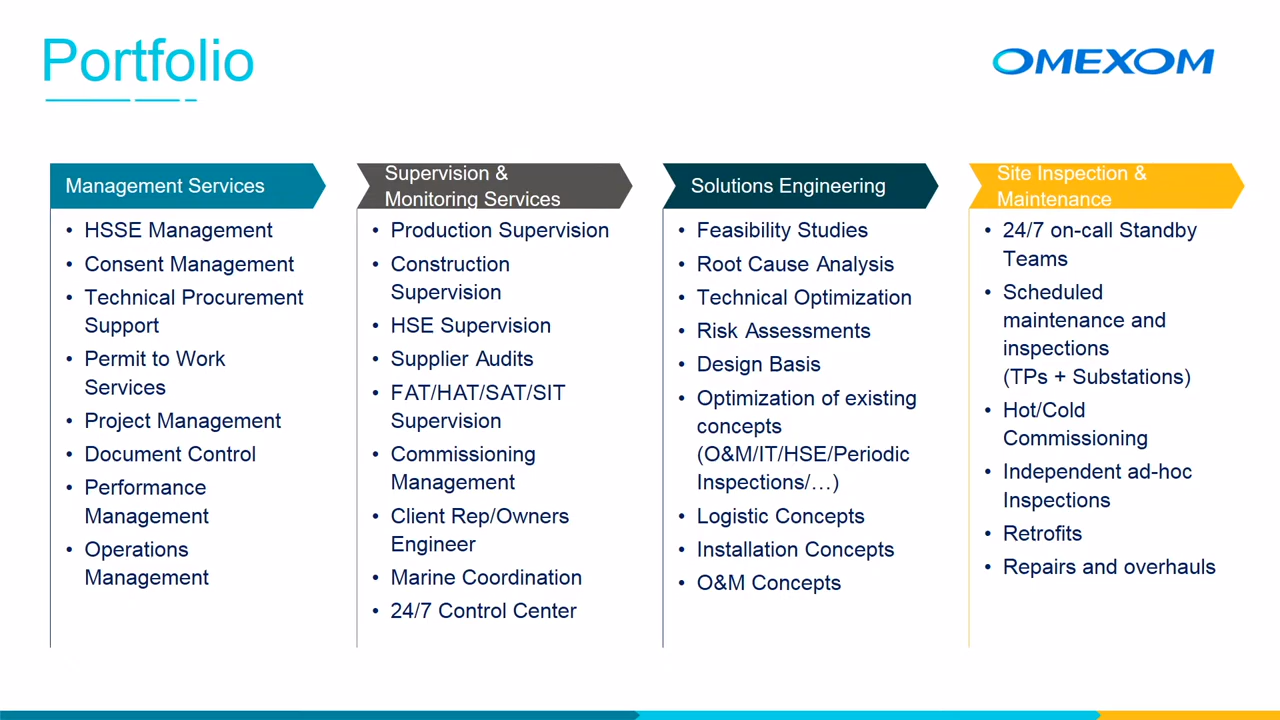 Portfolio
OMEXOM
Management Services
• HSSE Management
• Consent Management
• Technical Procurement
Support
• Permit to Work
Services
• Project Management
• Document Control
• Performance
Management
• Operations
Management
Supervision &
Monitoring Services
• Production Supervision
• Construction
Supervision
• HSE Supervision
• Supplier Audits
• FAT/HAT/SAT/SIT
Supervision
• Commissioning
Management
• Client Rep/Owners
Engineer
• Marine Coordination
• 24/7 Control Center
Solutions Engineering
• Feasibility Studies
• Root Cause Analysis
• Technical Optimization
• Risk Assessments
• Design Basis
• Optimization of existing
concepts
(O&M/IT/HSE/Periodic
Inspections/…)
• Logistic Concepts
• Installation Concepts
• O&M Concepts
Site Inspection &
Maintenance
• 24/7 on-call Standby
Teams
• Scheduled
maintenance and
inspections
(TPs + Substations)
• Hot/Cold
Commissioning
• Independent ad-hoc
Inspections
• Retrofits
• Repairs and overhauls